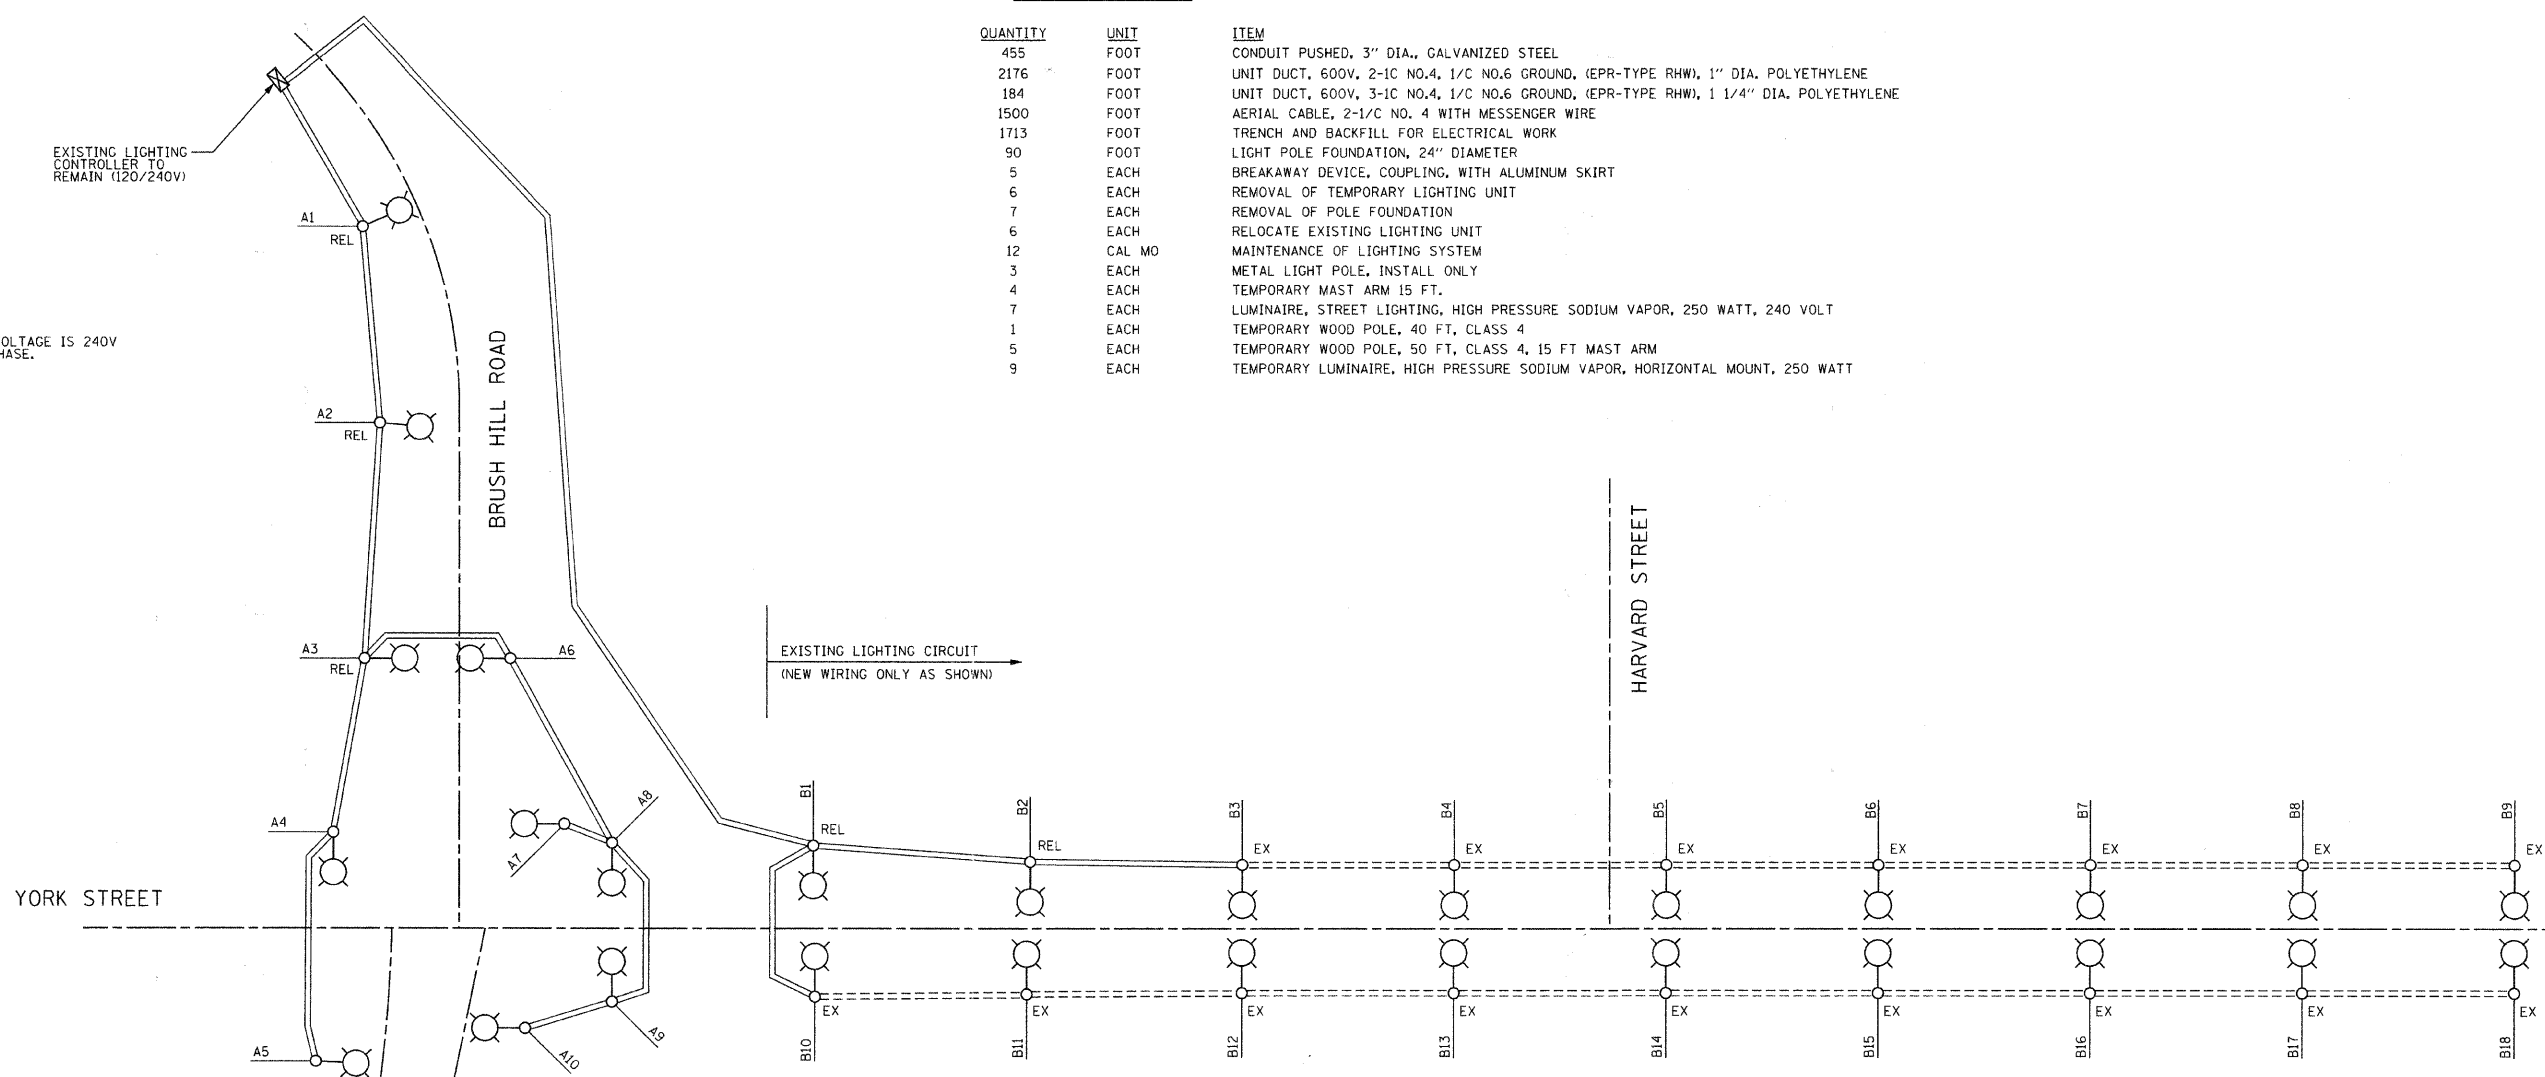 QUANTITY UNIT ITEM
455 FOOT CONDUIT PUSHED, 3" DIA., GALVANIZED STEEL
2176 FOOT UNIT DUCT, 600V, 2-1C NO.4, 1/C NO.6 GROUND, (EPR-TYPE RHW), 1" DIA. POLYETHYLENE
184 FOOT UNIT DUCT, 600V, 3-1C NO.4, 1/C NO.6 GROUND, (EPR-TYPE RHW), 1 1/4" DIA. POLYETHYLENE
1500 FOOT AERIAL CABLE, 2-1/C NO. 4 WITH MESSENGER WIRE
1713 FOOT TRENCH AND BACKFILL FOR ELECTRICAL WORK
90 FOOT LIGHT POLE FOUNDATION, 24" DIAMETER
5 EACH BREAKAWAY DEVICE, COUPLING, WITH ALUMINUM SKIRT
6 EACH REMOVAL OF TEMPORARY LIGHTING UNIT
7 EACH REMOVAL OF POLE FOUNDATION
6 EACH RELOCATE EXISTING LIGHTING UNIT
12 CAL MO MAINTENANCE OF LIGHTING SYSTEM
3 EACH METAL LIGHT POLE, INSTALL ONLY
4 EACH TEMPORARY MAST ARM 15 FT.
7 EACH LUMINAIRE, STREET LIGHTING, HIGH PRESSURE SODIUM VAPOR, 250 WATT, 240 VOLT
1 EACH TEMPORARY WOOD POLE, 40 FT, CLASS 4
5 EACH TEMPORARY WOOD POLE, 50 FT, CLASS 4, 15 FT MAST ARM
9 EACH TEMPORARY LUMINAIRE, HIGH PRESSURE SODIUM VAPOR, HORIZONTAL MOUNT, 250 WATT
EXISTING LIGHTING
CONTROLLER TO
REMAIN (120/240V)
A1
REL
OLTAGE IS 240V
HASE.
A2
REL
BRUSH HILL ROAD
A3
REL
A6
EXISTING LIGHTING CIRCUIT
(NEW WIRING ONLY AS SHOWN)
HARVARD STREET
A4
A7
A8
B1
REL
B2
REL
B3
EX
B4
EX
B5
EX
B6
EX
B7
EX
B8
EX
B9
EX
YORK STREET
A5
A10
A9
EX
B10
EX
B11
EX
B12
EX
B13
EX
B14
EX
B15
EX
B16
EX
B17
EX
B18